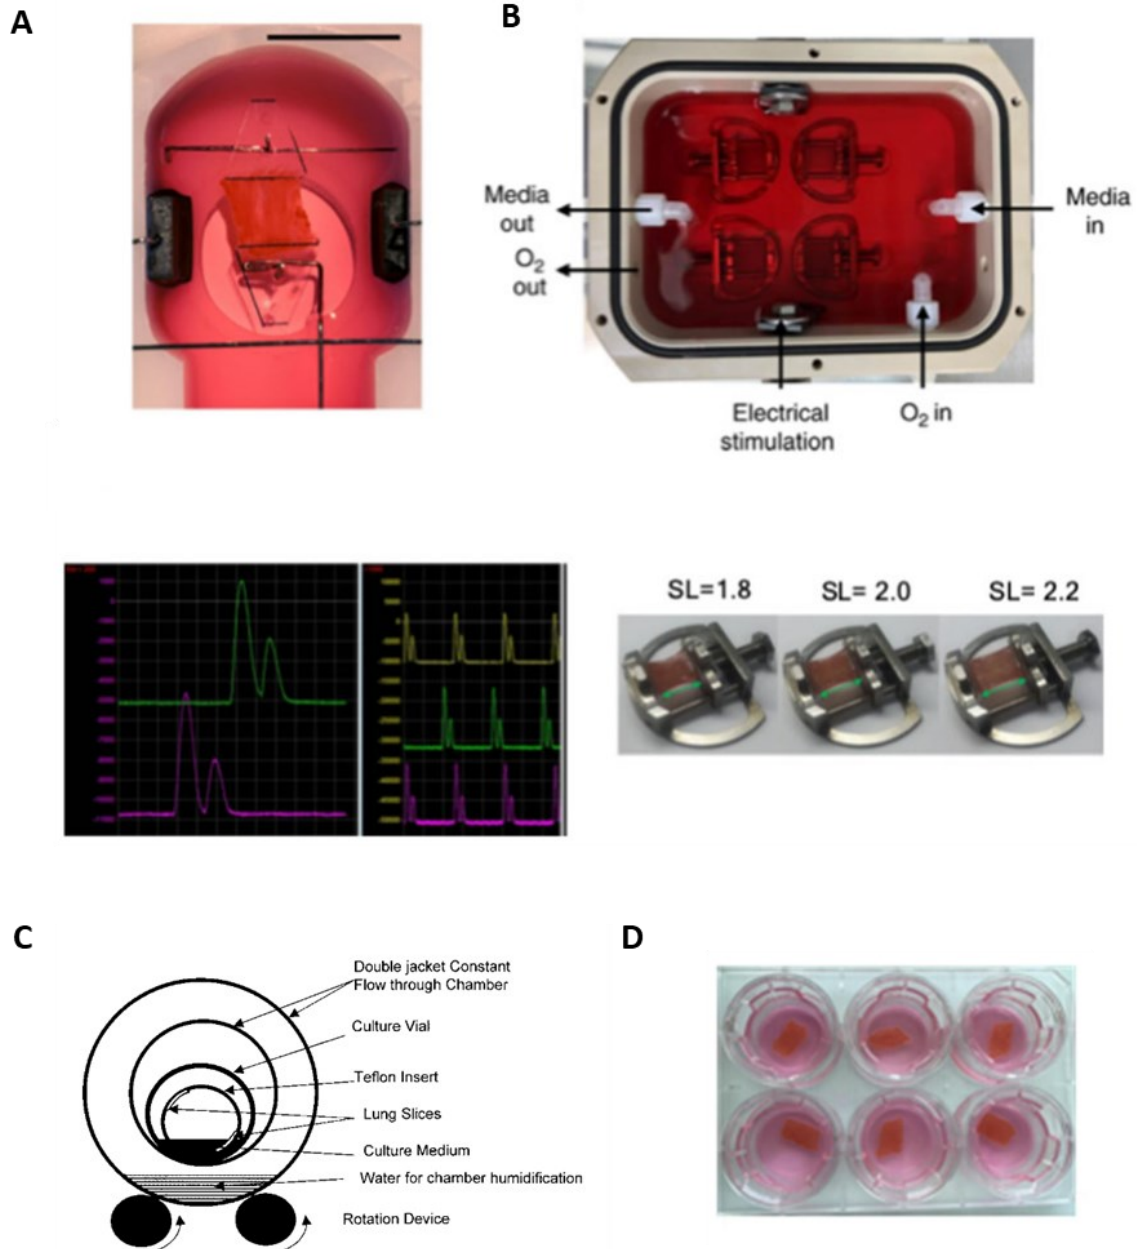 A
B
Media
out
O2
out
Media
in
Electrical
stimulation
O2 in
SL=1.8
SL= 2.0
SL= 2.2
C
Double jacket Constant
Flow through Chamber
Culture Vial
Teflon Insert
Lung Slices
Culture Medium
Water for chamber humidification
Rotation Device
D